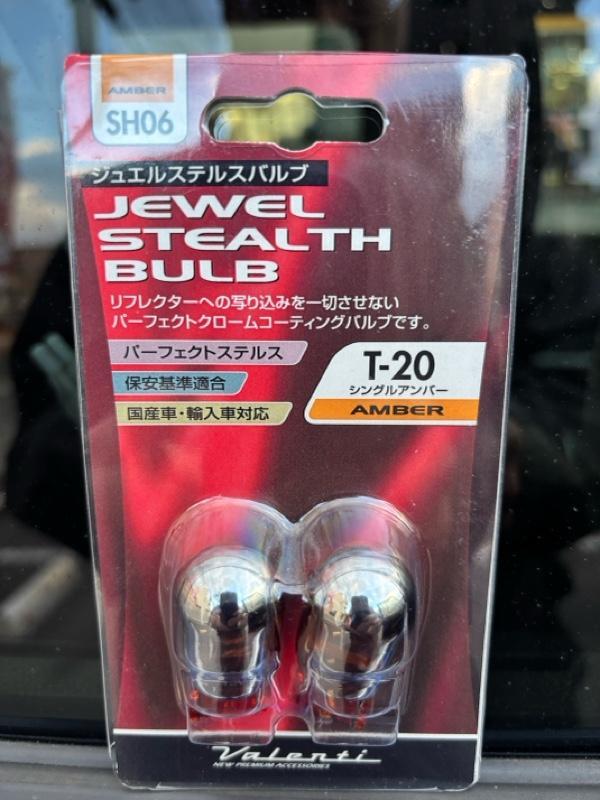 AMBER
SH06
ジュエルステルスバルブ
JEWEL
STEALTH
BULB
リフレクターへの写り込みを一切させない
パーフェクトクロームコーティングバルブです。
パーフェクトステルス
保安基準適合
国産車・輸入車対応
T-20
シングルアンバー
AMBER
Valenti
NEW PREMIUM ACCESSORIES